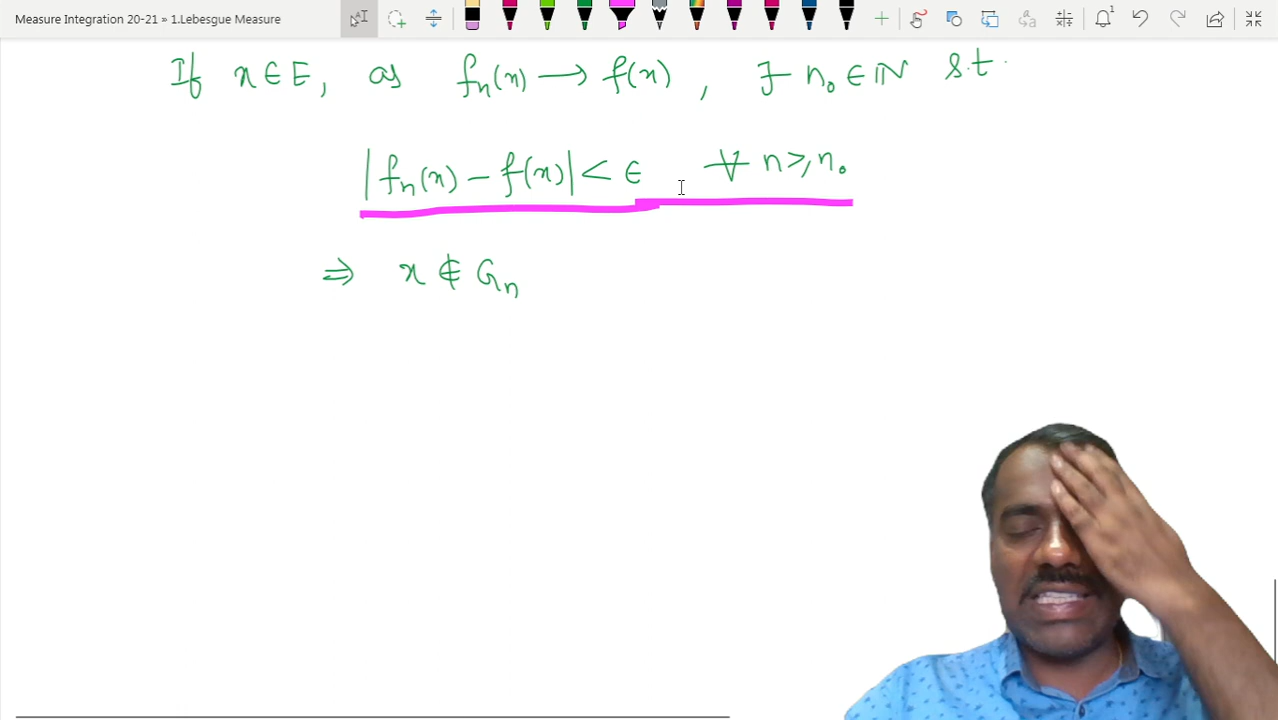 Measure Integration 20-21 » 1.Lebesgue Measure
If x∈E, as fₙ(x) → f(x), ∃ n₀ ∈ ℕ s.t.
|fₙ(x) – f(x)| < ∈ ∀ n ≥ n₀
⇒ x ∉ Gₙ